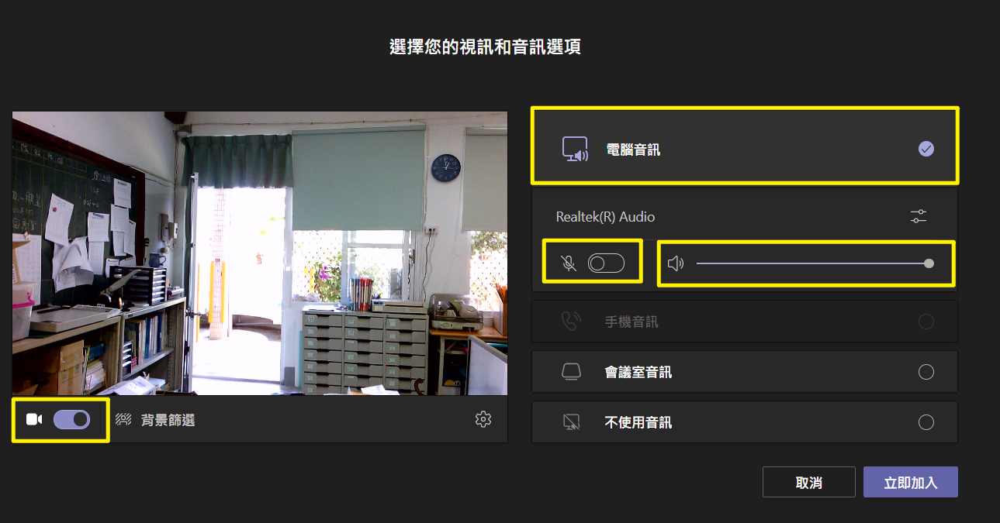 選擇您的視訊和音訊選項
電腦音訊
Realtek(R) Audio
手機音訊
會議室音訊
不使用音訊
背景篩選
取消
立即加入